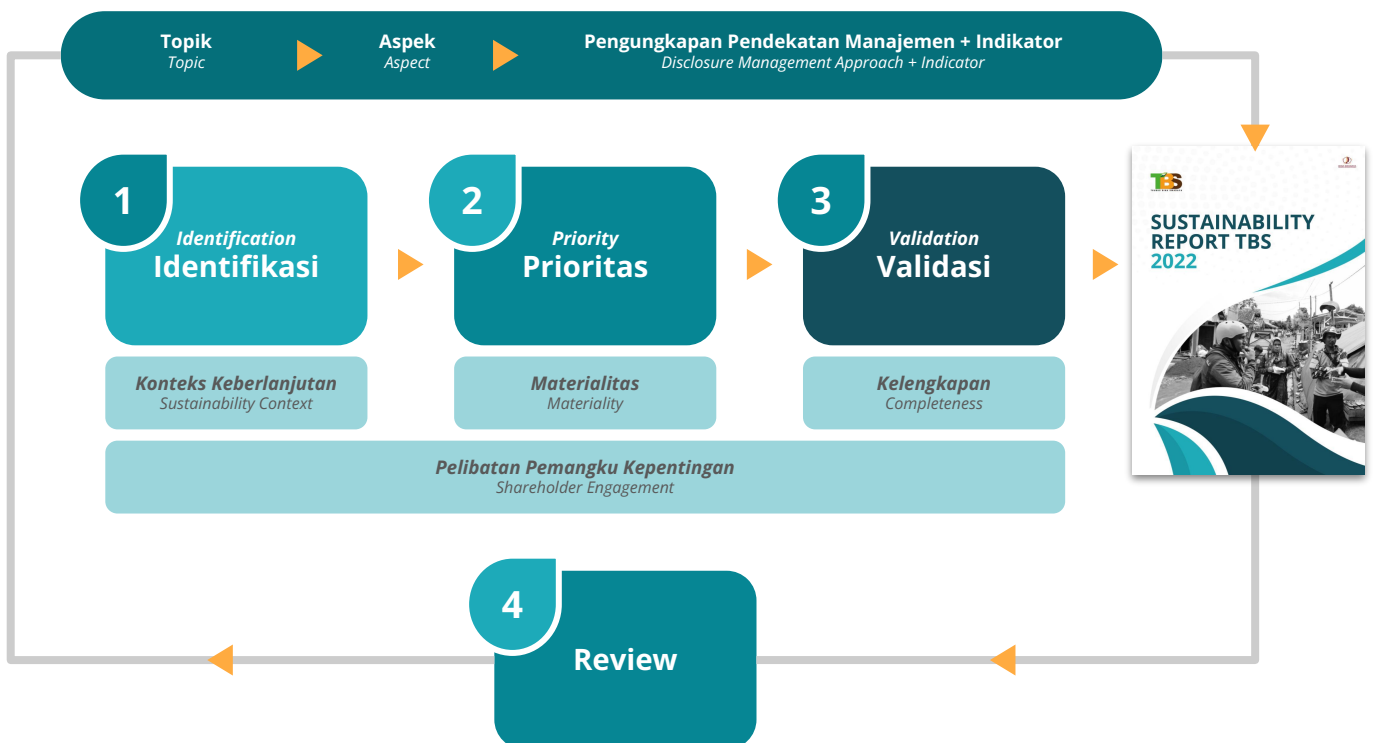 Topik
Topic
Aspek
Aspect
Pengungkapan Pendekatan Manajemen + Indikator
Disclosure Management Approach + Indicator
1
Identification
Identifikasi
2
Priority
Prioritas
3
Validation
Validasi
TBS
SUSTAINABILITY
REPORT TBS
2022
Konteks Keberlanjutan
Sustainability Context
Materialitas
Materiality
Kelengkapan
Completeness
Pelibatan Pemangku Kepentingan
Shareholder Engagement
4
Review